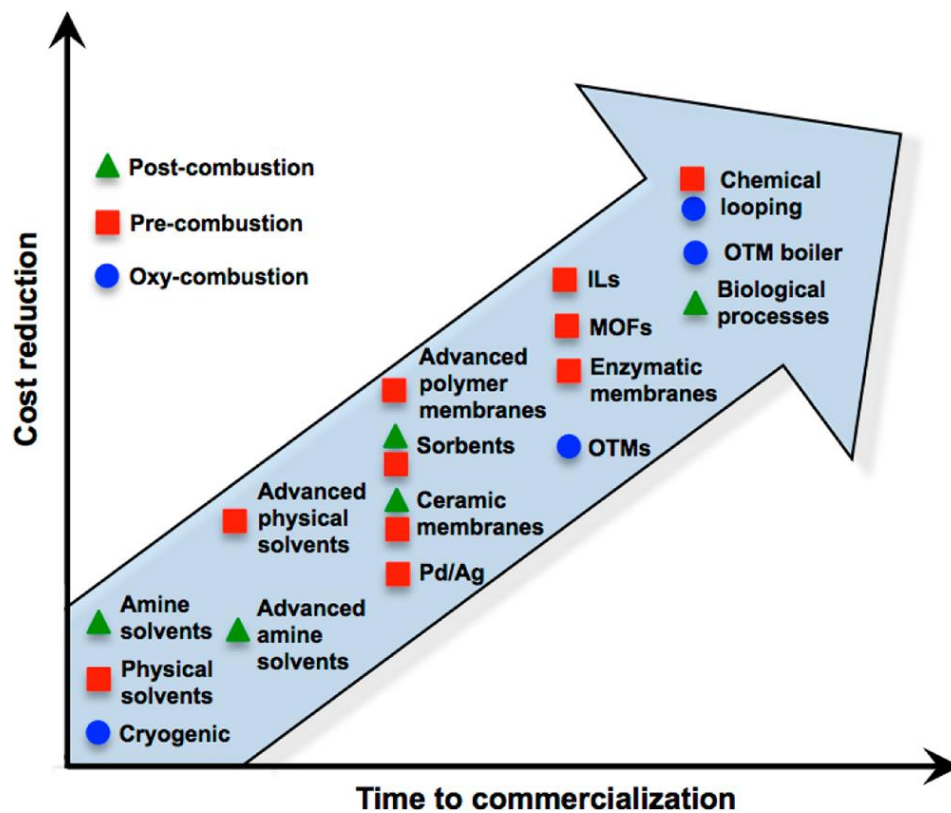 Cost reduction
Post-combustion
Pre-combustion
Oxy-combustion
Chemical
looping
OTM boiler
Biological
processes
ILs
MOFs
Enzymatic
membranes
OTMs
Advanced
polymer
membranes
Sorbents
Ceramic
membranes
Pd/Ag
Advanced
physical
solvents
Advanced
amine
solvents
Amine
solvents
Physical
solvents
Cryogenic
Time to commercialization